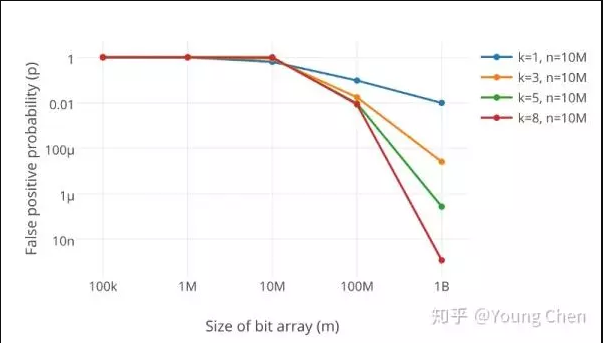 False positive probability (p)
1
0.01
100µ
1µ
10n
100k
1M
10M
100M
1B
Size of bit array (m)
k=1, n=10M
k=3, n=10M
k=5, n=10M
k=8, n=10M
知乎 @Young Chen